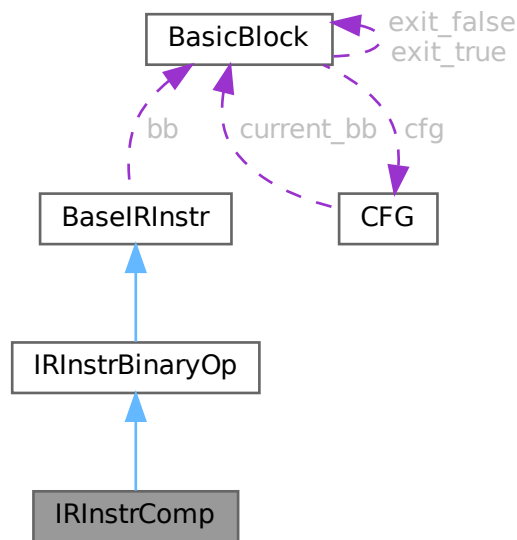 exit_false
exit_true
BasicBlock
bb
current_bb
cfg
BaseIRInstr
CFG
IRInstrBinaryOp
IRInstrComp